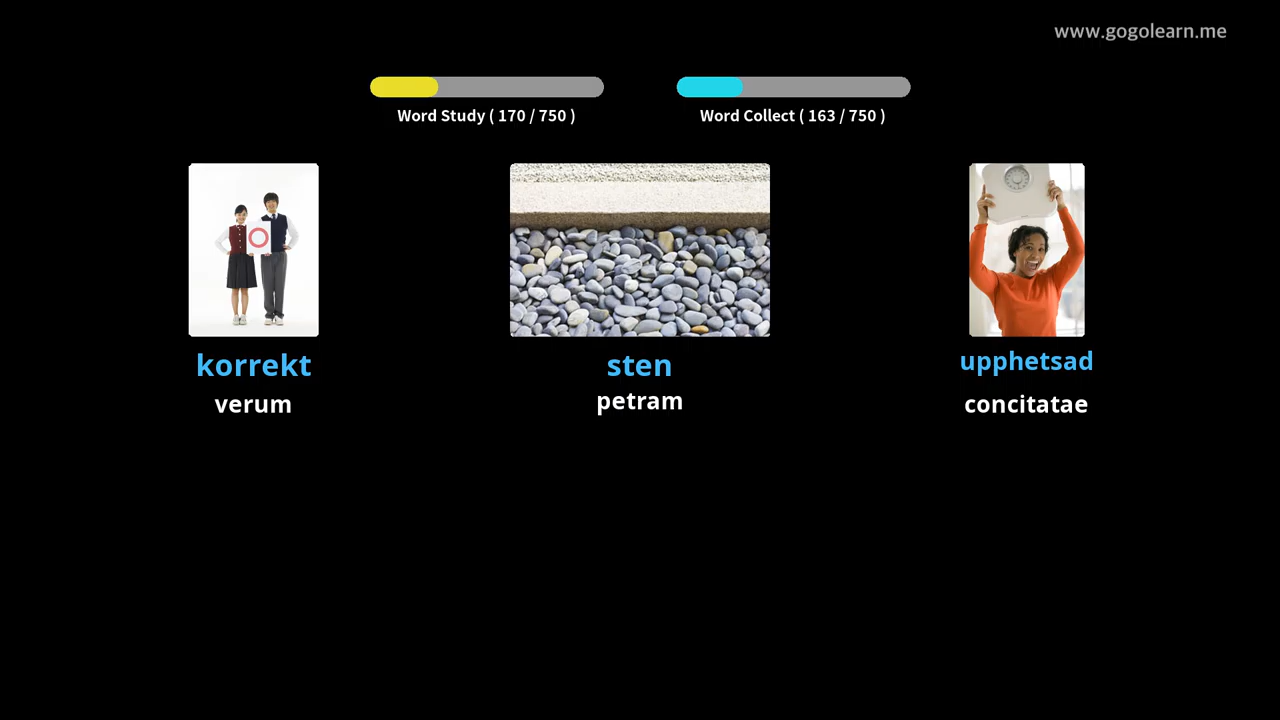 www.gogolearn.me
Word Study ( 170 / 750 )
Word Collect ( 163 / 750 )
korrekt
verum
sten
petram
upphetsad
concitatae